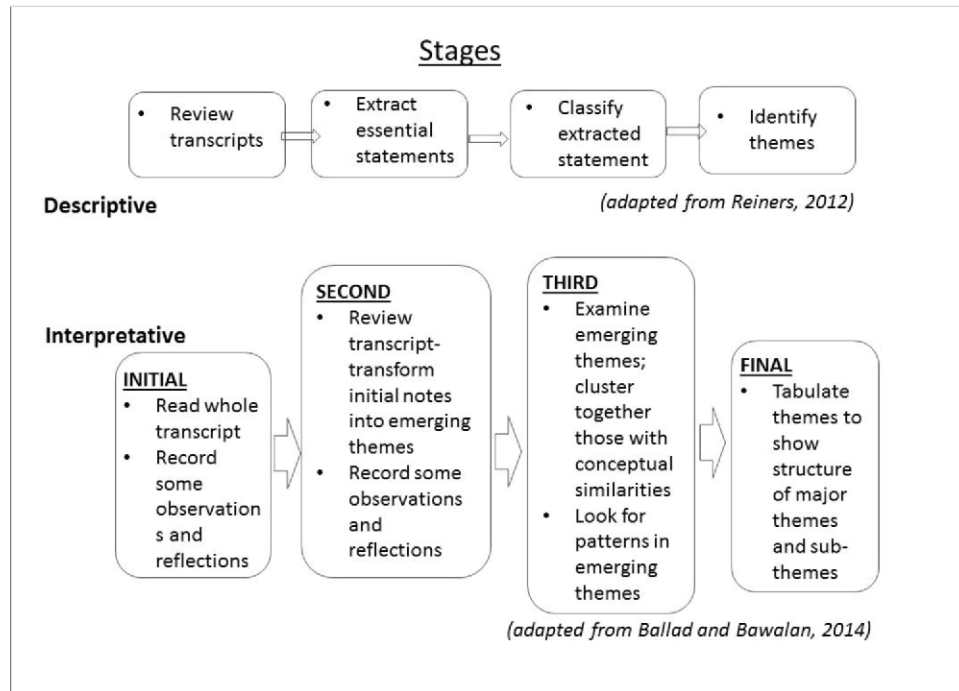 Stages
• Review
transcripts
• Extract
essential
statements
• Classify
extracted
statement
• Identify
themes
Descriptive
(adapted from Reiners, 2012)
Interpretative
INITIAL
• Read whole
transcript
• Record
some
observation
s and
reflections
SECOND
• Review
transcript-
transform
initial notes
into emerging
themes
• Record some
observations
and
reflections
THIRD
• Examine
emerging
themes;
cluster
together
those with
conceptual
similarities
• Look for
patterns in
emerging
themes
FINAL
• Tabulate
themes to
show
structure
of major
themes
and sub-
themes
(adapted from Ballad and Bawalan, 2014)